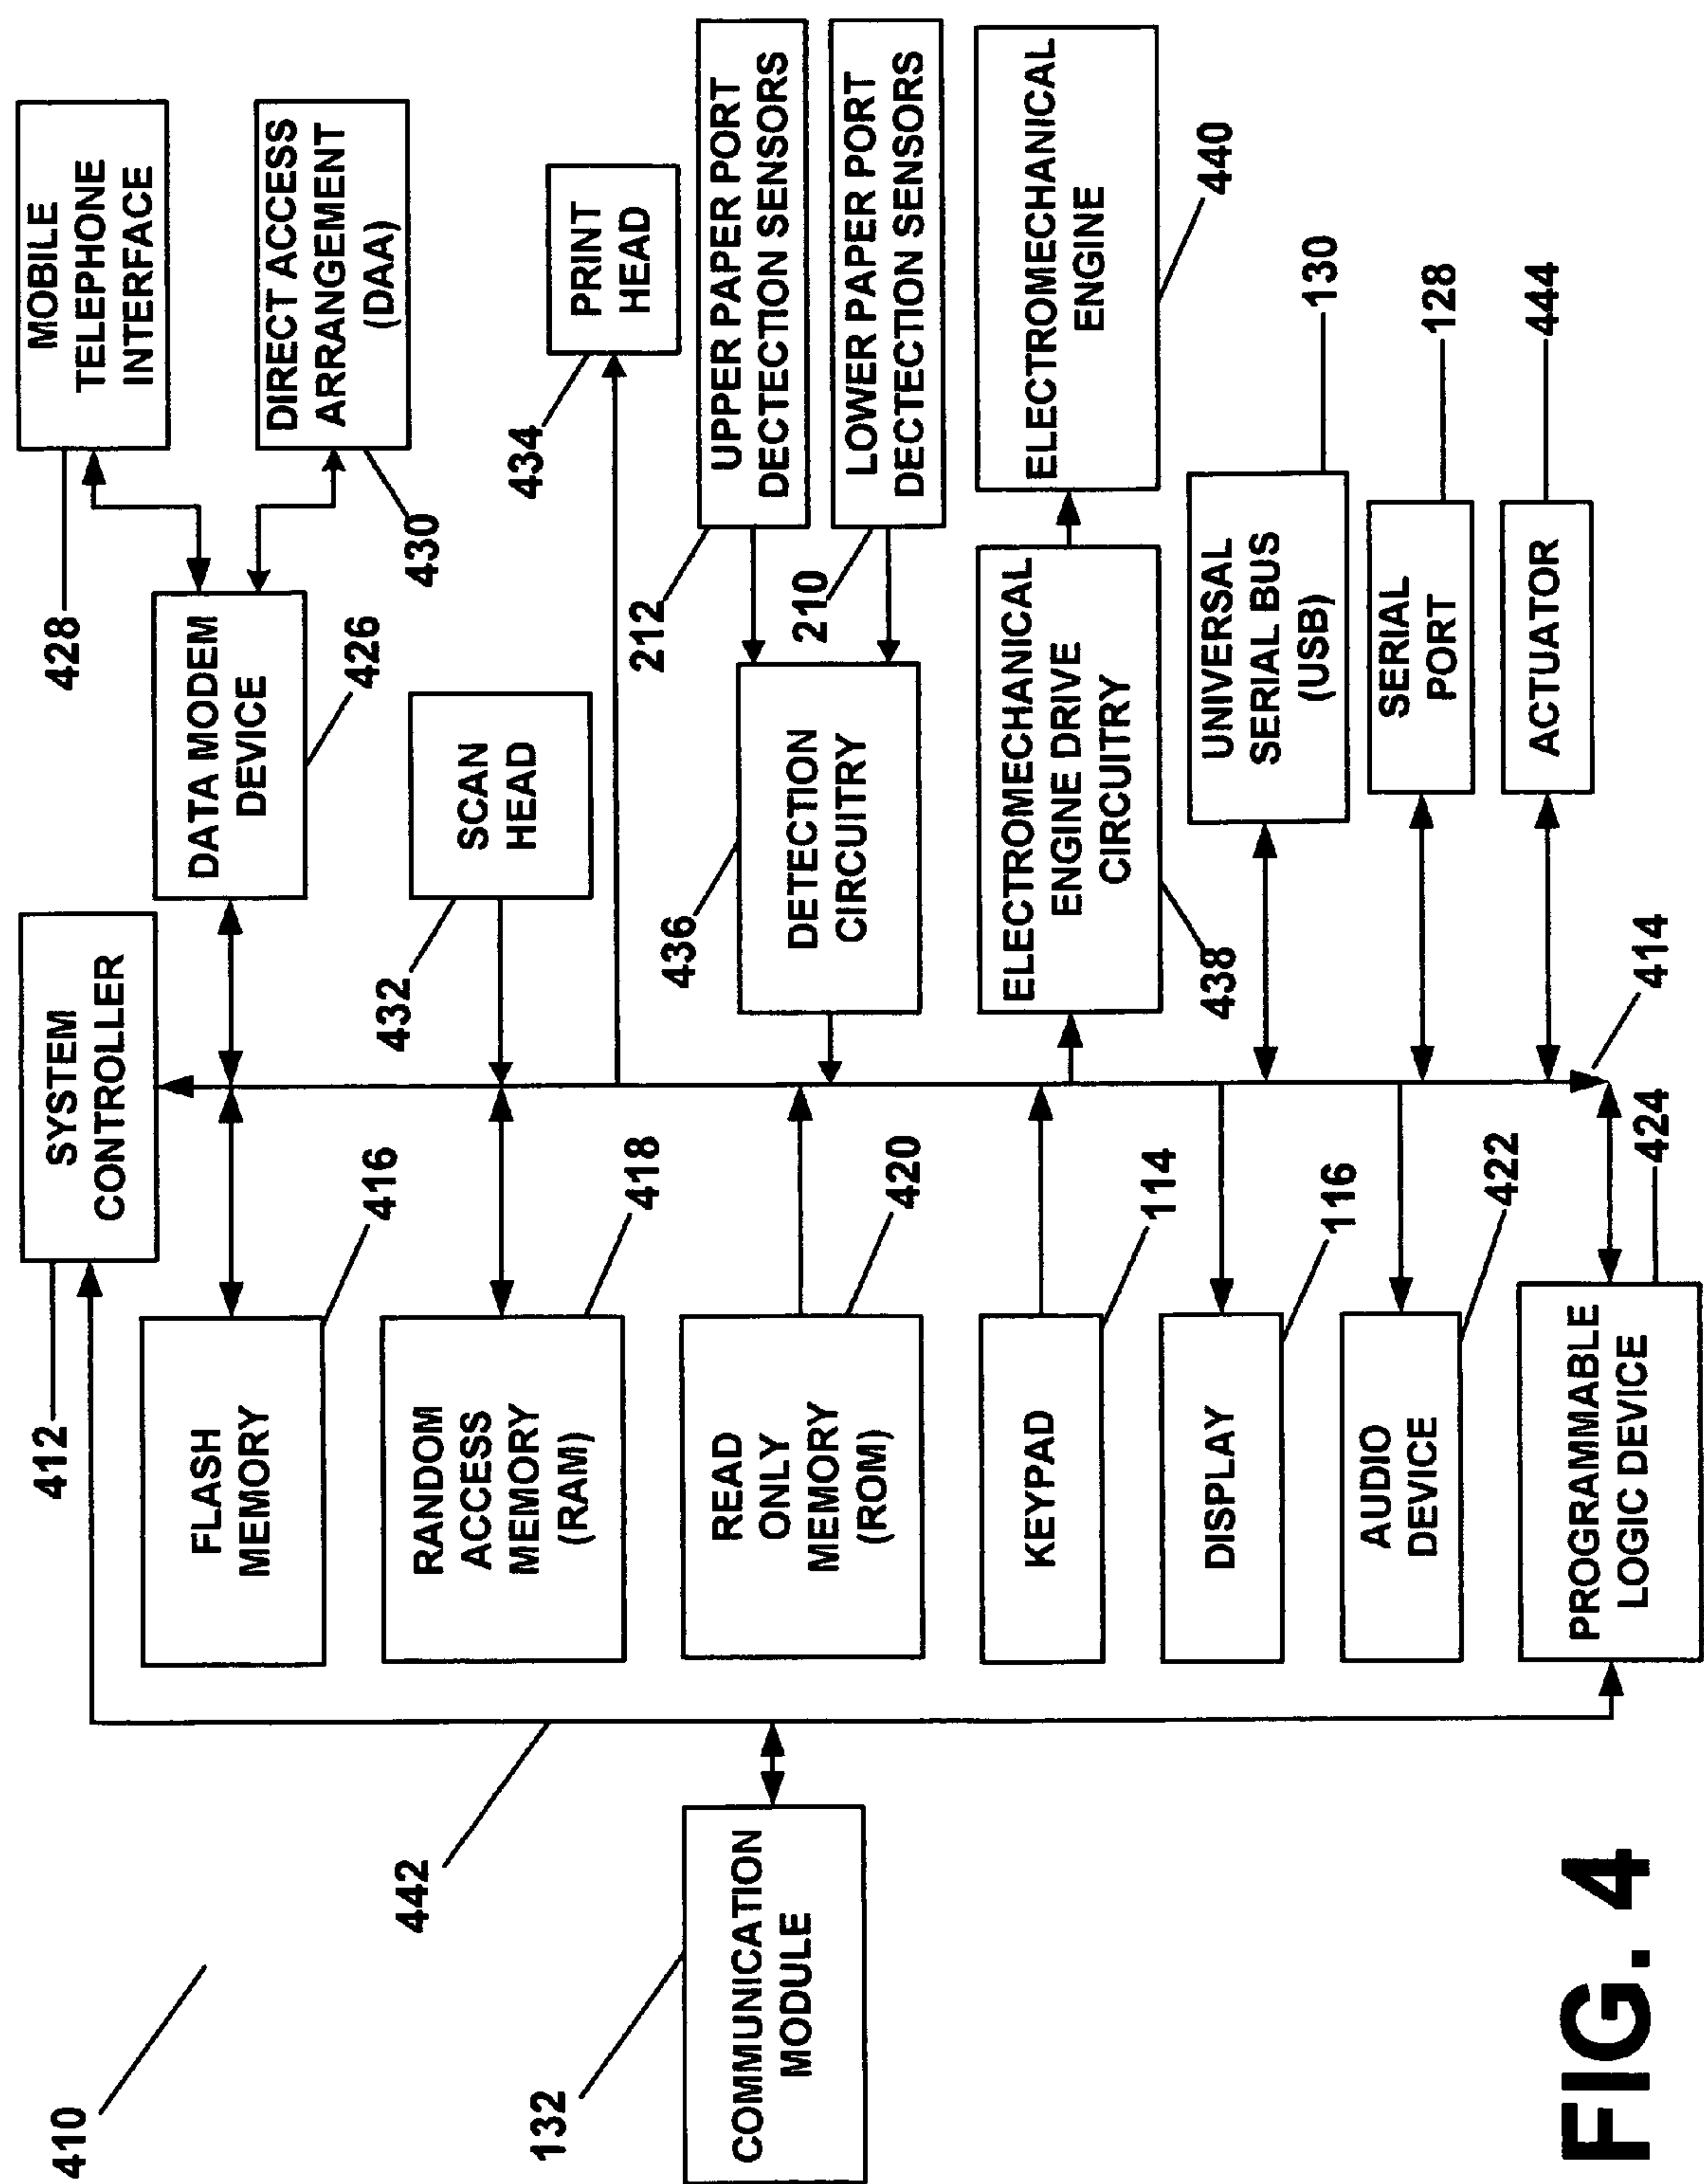 410
412
SYSTEM
CONTROLLER
MOBILE
TELEPHONE
INTERFACE
428
DATA MODEM
DEVICE
426
DIRECT ACCESS
ARRANGEMENT
(DAA)
430
FLASH
MEMORY
416
SCAN
HEAD
432
PRINT
HEAD
434
442
RANDOM
ACCESS
MEMORY
(RAM)
418
132
COMMUNICATION
MODULE
READ
ONLY
MEMORY
(ROM)
420
436
DETECTION
CIRCUITRY
212
UPPER PAPER PORT
DECTECTION SENSORS
210
LOWER PAPER PORT
DECTECTION SENSORS
KEYPAD
114
ELECTROMECHANICAL
ENGINE DRIVE
CIRCUITRY
438
ELECTROMECHANICAL
ENGINE
440
DISPLAY
116
UNIVERSAL
SERIAL BUS
(USB)
130
AUDIO
DEVICE
422
SERIAL
PORT
128
PROGRAMMABLE
LOGIC DEVICE
424
ACTUATOR
444
414
FIG. 4